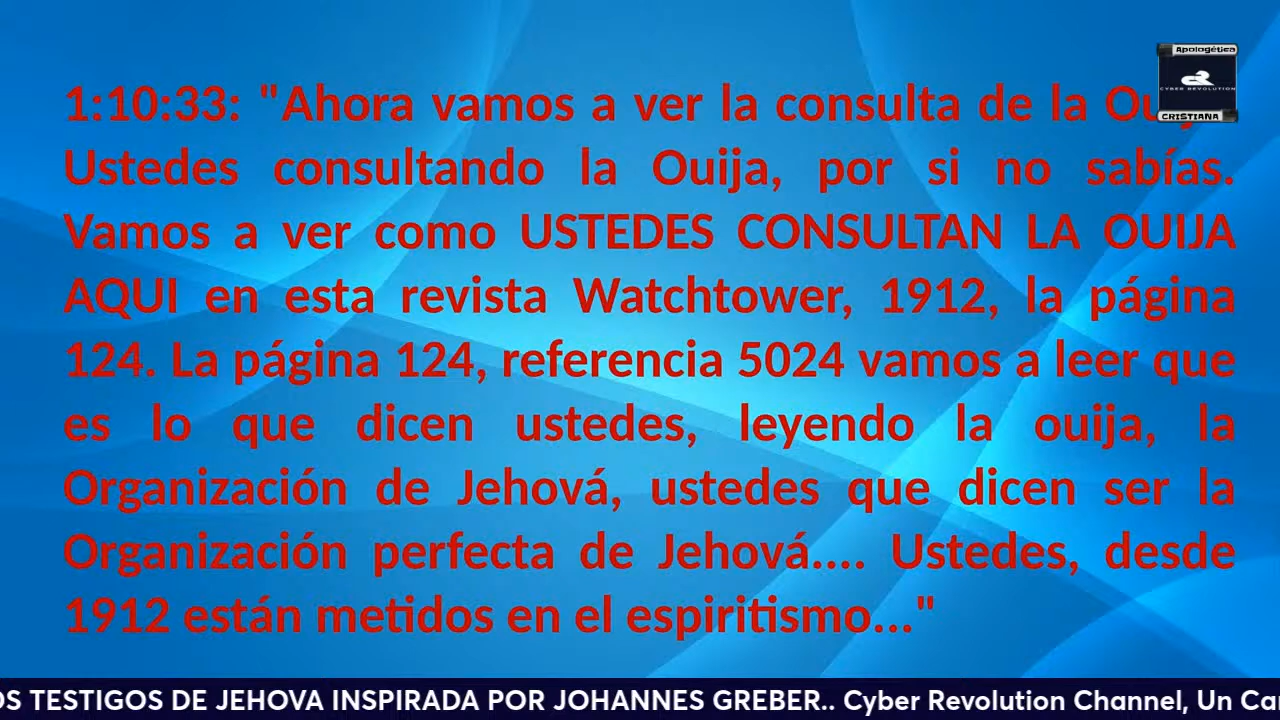 Apologética
CYBER REVOLUTION
CRISTIANA
1:10:33: "Ahora vamos a ver la consulta de la
Ustedes consultando la Ouija, por si no sabías.
Vamos a ver como USTEDES CONSULTAN LA OUIJA
AQUI en esta revista Watchtower, 1912, la página
124. La página 124, referencia 5024 vamos a leer que
es lo que dicen ustedes, leyendo la ouija, la
Organización de Jehová, ustedes que dicen ser la
Organización perfecta de Jehová.... Ustedes, desde
1912 están metidos en el espiritismo..."
OS TESTIGOS DE JEHOVA INSPIRADA POR JOHANNES GREBER.. Cyber Revolution Channel, Un Ca